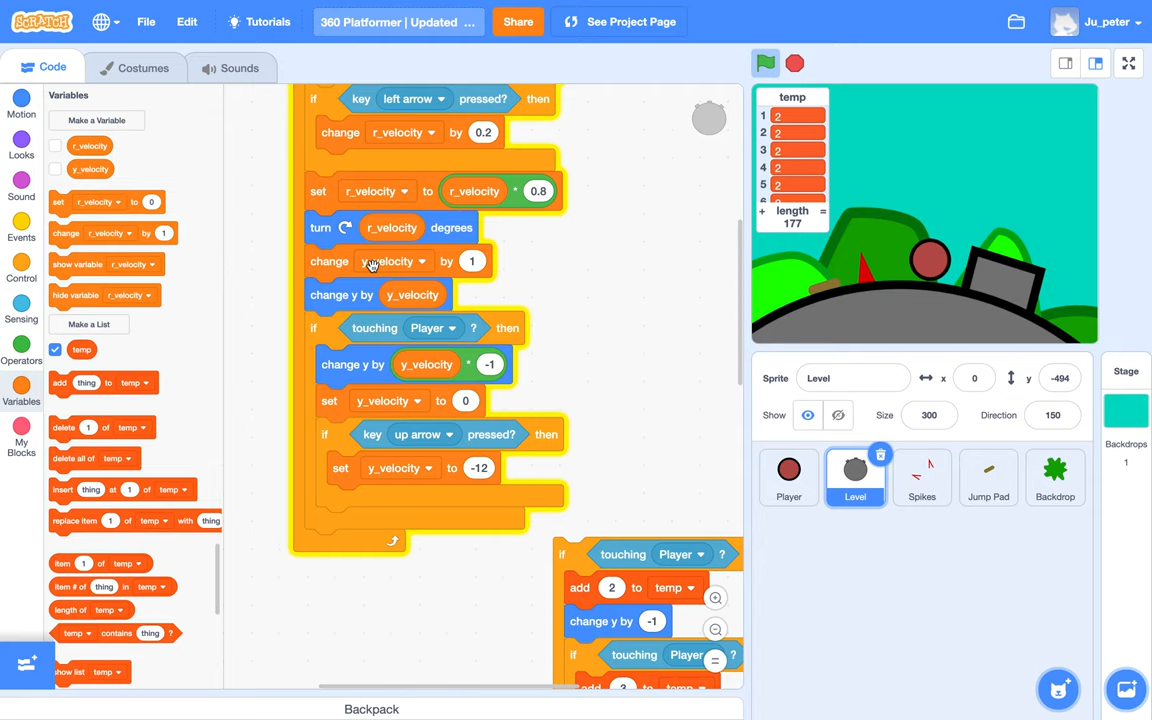 SCRATCH
File
Edit
Tutorials
360 Platformer | Updated ...
Share
See Project Page
Ju_peter
Code
Costumes
Sounds
Motion
Looks
Sound
Events
Control
Sensing
Operators
Variables
My Blocks
Variables
Make a Variable
r_velocity
y_velocity
set r_velocity to 0
change r_velocity by 1
show variable r_velocity
hide variable r_velocity
Make a List
temp
add thing to temp
delete 1 of temp
delete all of temp
insert thing at 1 of temp
replace item 1 of temp with thing
item 1 of temp
item # of thing in temp
length of temp
temp contains thing ?
show list temp
if key left arrow pressed? then
change r_velocity by 0.2
set r_velocity to r_velocity * 0.8
turn r_velocity degrees
change y_velocity by 1
change y by y_velocity
if touching Player ? then
change y by y_velocity * -1
set y_velocity to 0
if key up arrow pressed? then
set y_velocity to -12
if touching Player ?
add 2 to temp
change y by -1
if touching Player ?
add 3 to temp
temp
1 2
2 2
3 2
4 2
5 2
+ length =
177
Sprite Level x 0 y -494
Show Size 300 Direction 150
Player
Level
Spikes
Jump Pad
Backdrop
Stage
Backdrops
1
Backpack